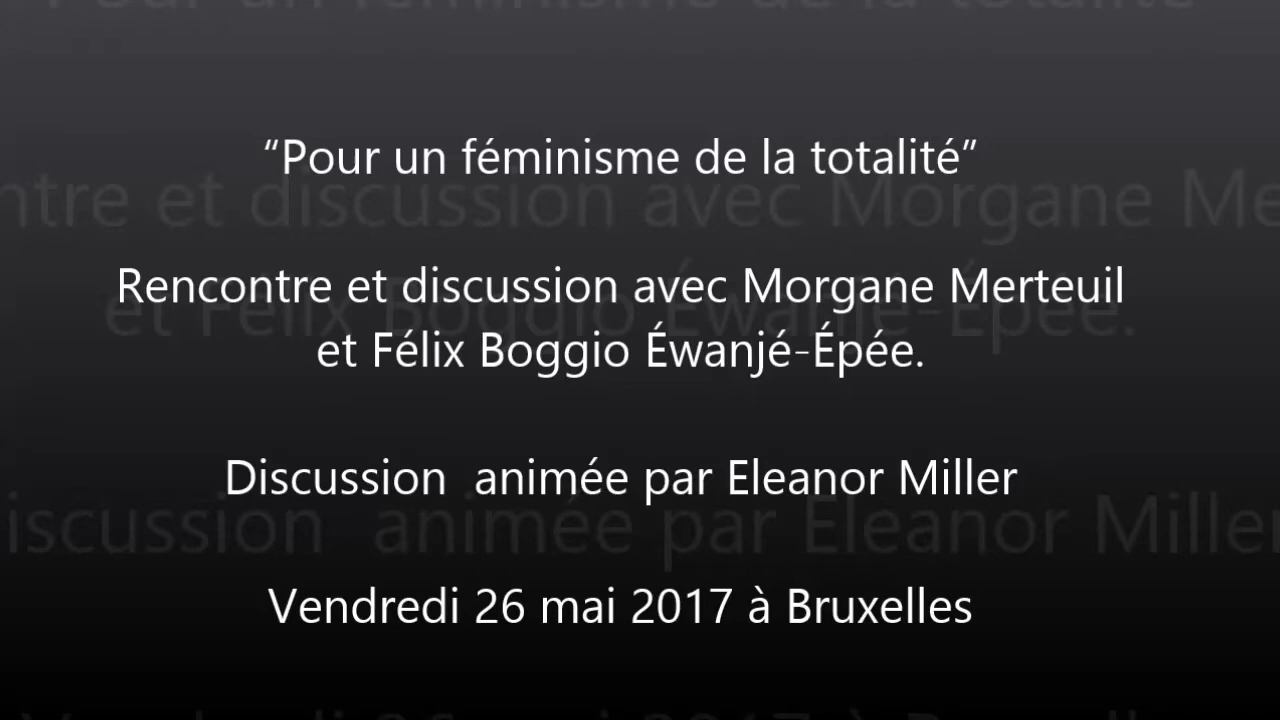 “Pour un féminisme de la totalité”
Rencontre et discussion avec Morgane Merteuil
et Félix Boggio Éwanjé-Épée.
Discussion  animée par Eleanor Miller
Vendredi 26 mai 2017 à Bruxelles